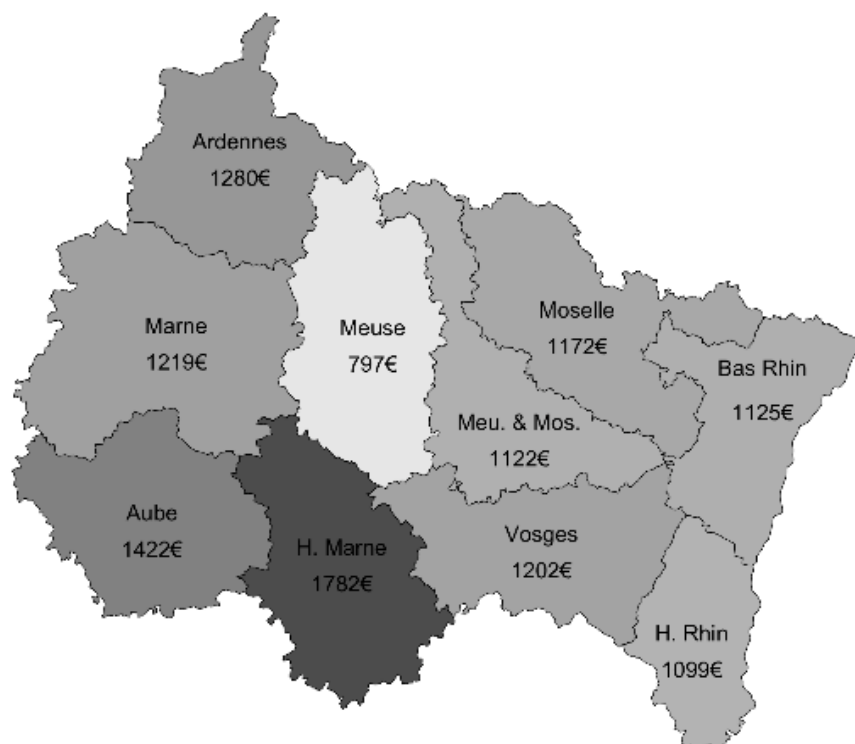 Ardennes
1280€
Marne
1219€
Meuse
797€
Moselle
1172€
Bas Rhin
1125€
Meu. & Mos.
1122€
Aube
1422€
H. Marne
1782€
Vosges
1202€
H. Rhin
1099€